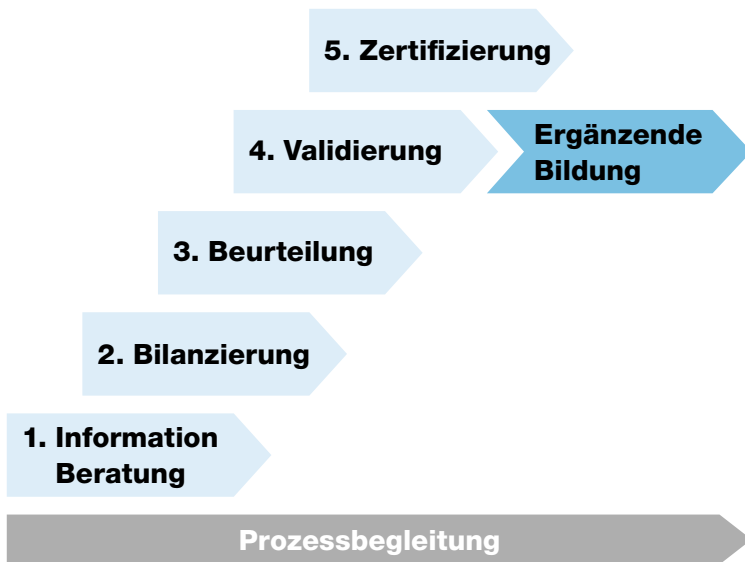 5. Zertifizierung
4. Validierung
Ergänzende
Bildung
3. Beurteilung
2. Bilanzierung
1. Information
Beratung
Prozessbegleitung